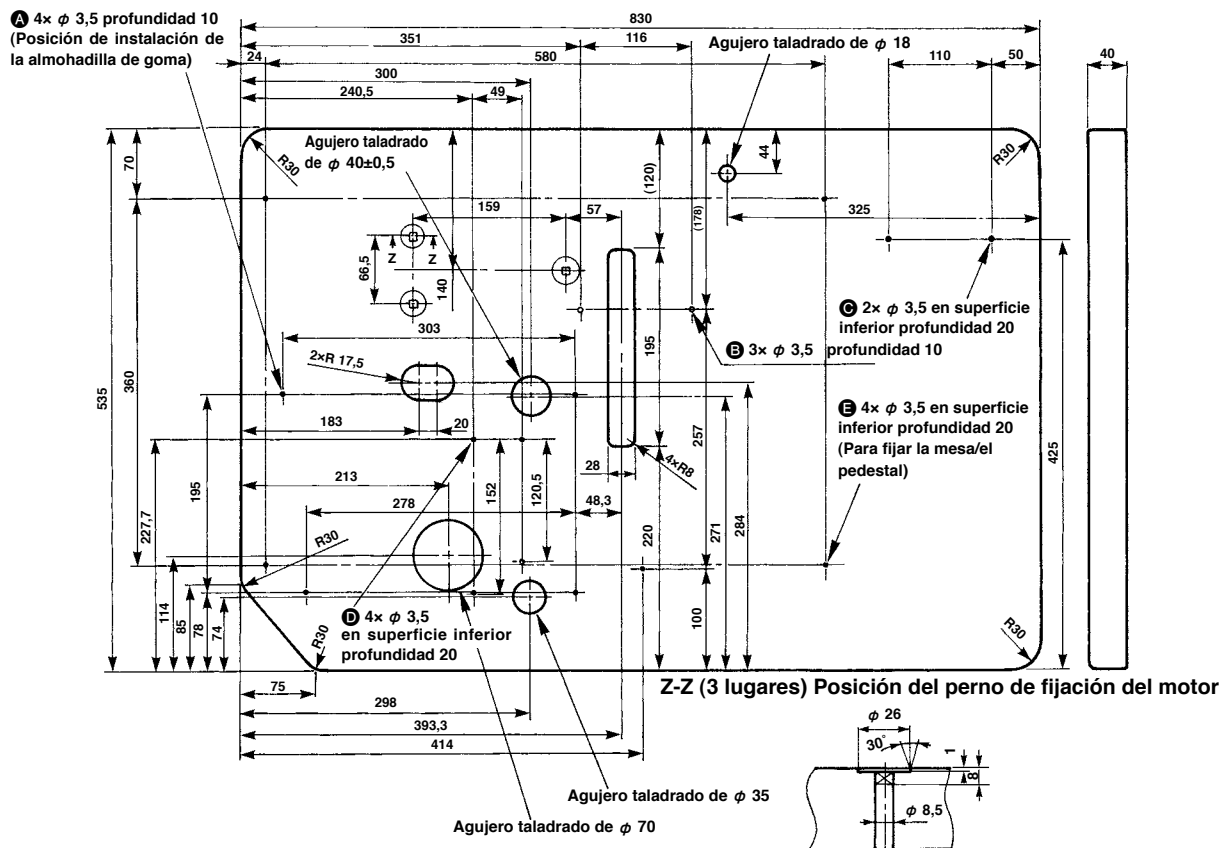 A 4× φ 3,5 profundidad 10
(Posición de instalación de
la almohadilla de goma)
830
351
116
Agujero taladrado de φ 18
24
580
110
50
40
300
240,5
49
Agujero taladrado
de φ 40±0,5
R30
R30
70
44
(120)
(178)
159
57
325
Z
Z
66,5
140
303
2×R 17,5
195
C 2× φ 3,5 en superficie
inferior profundidad 20
B 3× φ 3,5 profundidad 10
535
360
E 4× φ 3,5 en superficie
inferior profundidad 20
(Para fijar la mesa/el
pedestal)
425
183
20
257
4×R8
28
213
195
227,7
152
120,5
278
48,3
220
271
284
R30
114
85
78
74
R30
D 4× φ 3,5
en superficie inferior
profundidad 20
100
R30
75
Z-Z (3 lugares) Posición del perno de fijación del motor
298
393,3
414
φ 26
30°
1
8
φ 8,5
Agujero taladrado de φ 35
Agujero taladrado de φ 70